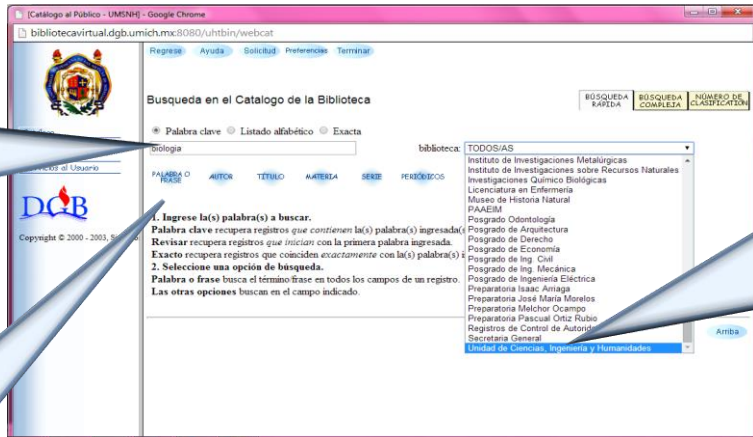 [Catálogo al Público - UMSNH] - Google Chrome
bibliotecavirtual.dgb.umich.mx:8080/uhtbin/webcat
Regrese Ayuda Solicitud Preferencias Terminar
Busqueda en el Catalogo de la Biblioteca
BÚSQUEDA RÁPIDA
BÚSQUEDA COMPLEJA
NÚMERO DE CLASIFICATION
Palabra clave Listado alfabético Exacta
biologia
biblioteca: TODOS/AS
al Usuario
PALABRA O FRASE AUTOR TÍTULO MATERIA SERIE PERIÓDICOS
Instituto de Investigaciones Metalúrgicas
Instituto de Investigaciones sobre Recursos Naturales
Investigaciones Químico Biológicas
Licenciatura en Enfermería
Museo de Historia Natural
PAAEIM
Posgrado Odontología
Posgrado de Arquitectura
Posgrado de Derecho
Posgrado de Economía
Posgrado de Ing. Civil
Posgrado de Ing. Mecánica
Posgrado de Ingeniería Eléctrica
Preparatoria Isaac Arriaga
Preparatoria José María Morelos
Preparatoria Melchor Ocampo
Preparatoria Pascual Ortiz Rubio
Registros de Control de
Secretaria General
Unidad de Ciencias, Ingeniería y Humanidades
DGB
Copyright © 2000 - 2003,
1. Ingrese la(s) palabra(s) a buscar.
Palabra clave recupera registros que contienen la(s) palabra(s) ingresada(s
Revisar recupera registros que inician con la primera palabra ingresada.
Exacto recupera registros que coinciden exactamente con la(s) palabra(s) i
2. Seleccione una opción de búsqueda.
Palabra o frase busca el término/frase en todos los campos de un registro.
Las otras opciones buscan en el campo indicado.
Arriba